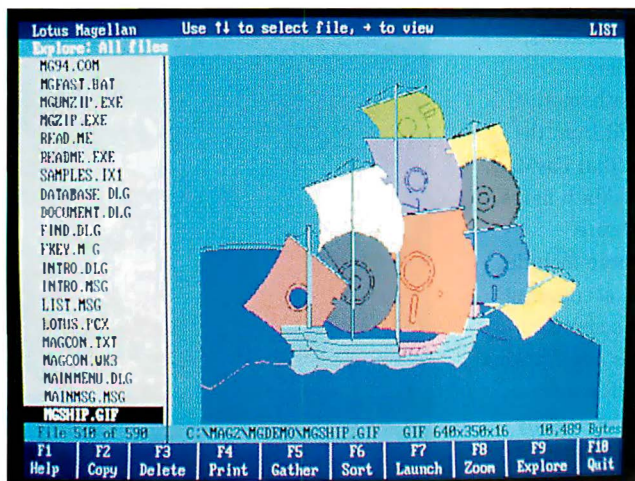 Lotus Magellan Use ↑↓ to select file, → to view LIST
Explore: All files
MG94.COM
MGFAST.BAT
MGUNZIP.EXE
MGZIP.EXE
READ.ME
README.EXE
SAMPLES.IX1
DATABASE DLG
DOCUMENT.DLG
FIND.DLG
FKEY.M G
INTRO.DLG
INTRO.MSG
LIST.MSG
LOTUS.PCX
MAGCON.TXT
MAGCON.WK3
MAINMENU.DLG
MAINMSG.MSG
MGSHIP.GIF
File 510 of 590 C:\MAG2\MGDEMO\MGSHIP.GIF GIF 640x350x16 10,489 Bytes
F1 F2 F3 F4 F5 F6 F7 F8 F9 F10
Help Copy Delete Print Gather Sort Launch Zoom Explore Quit